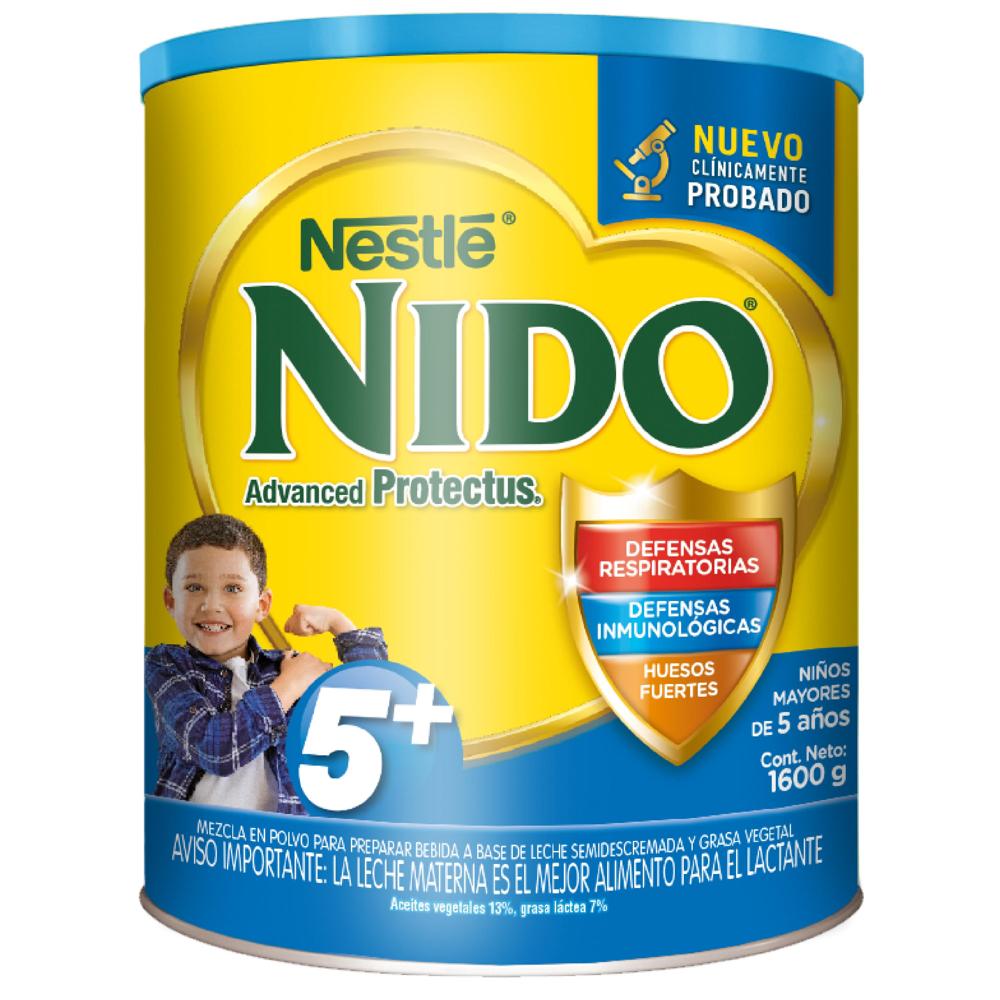 NUEVO
CLÍNICAMENTE
PROBADO
Nestlé®
NIDO®
Advanced Protectus®
DEFENSAS
RESPIRATORIAS
DEFENSAS
INMUNOLÓGICAS
HUESOS
FUERTES
5+
NIÑOS
MAYORES
DE 5 años
Cont. Neto:
1600 g
MEZCLA EN POLVO PARA PREPARAR BEBIDA A BASE DE LECHE SEMIDESCREMADA Y GRASA VEGETAL
AVISO IMPORTANTE: LA LECHE MATERNA ES EL MEJOR ALIMENTO PARA EL LACTANTE
Aceites vegetales 13%, grasa láctea 7%